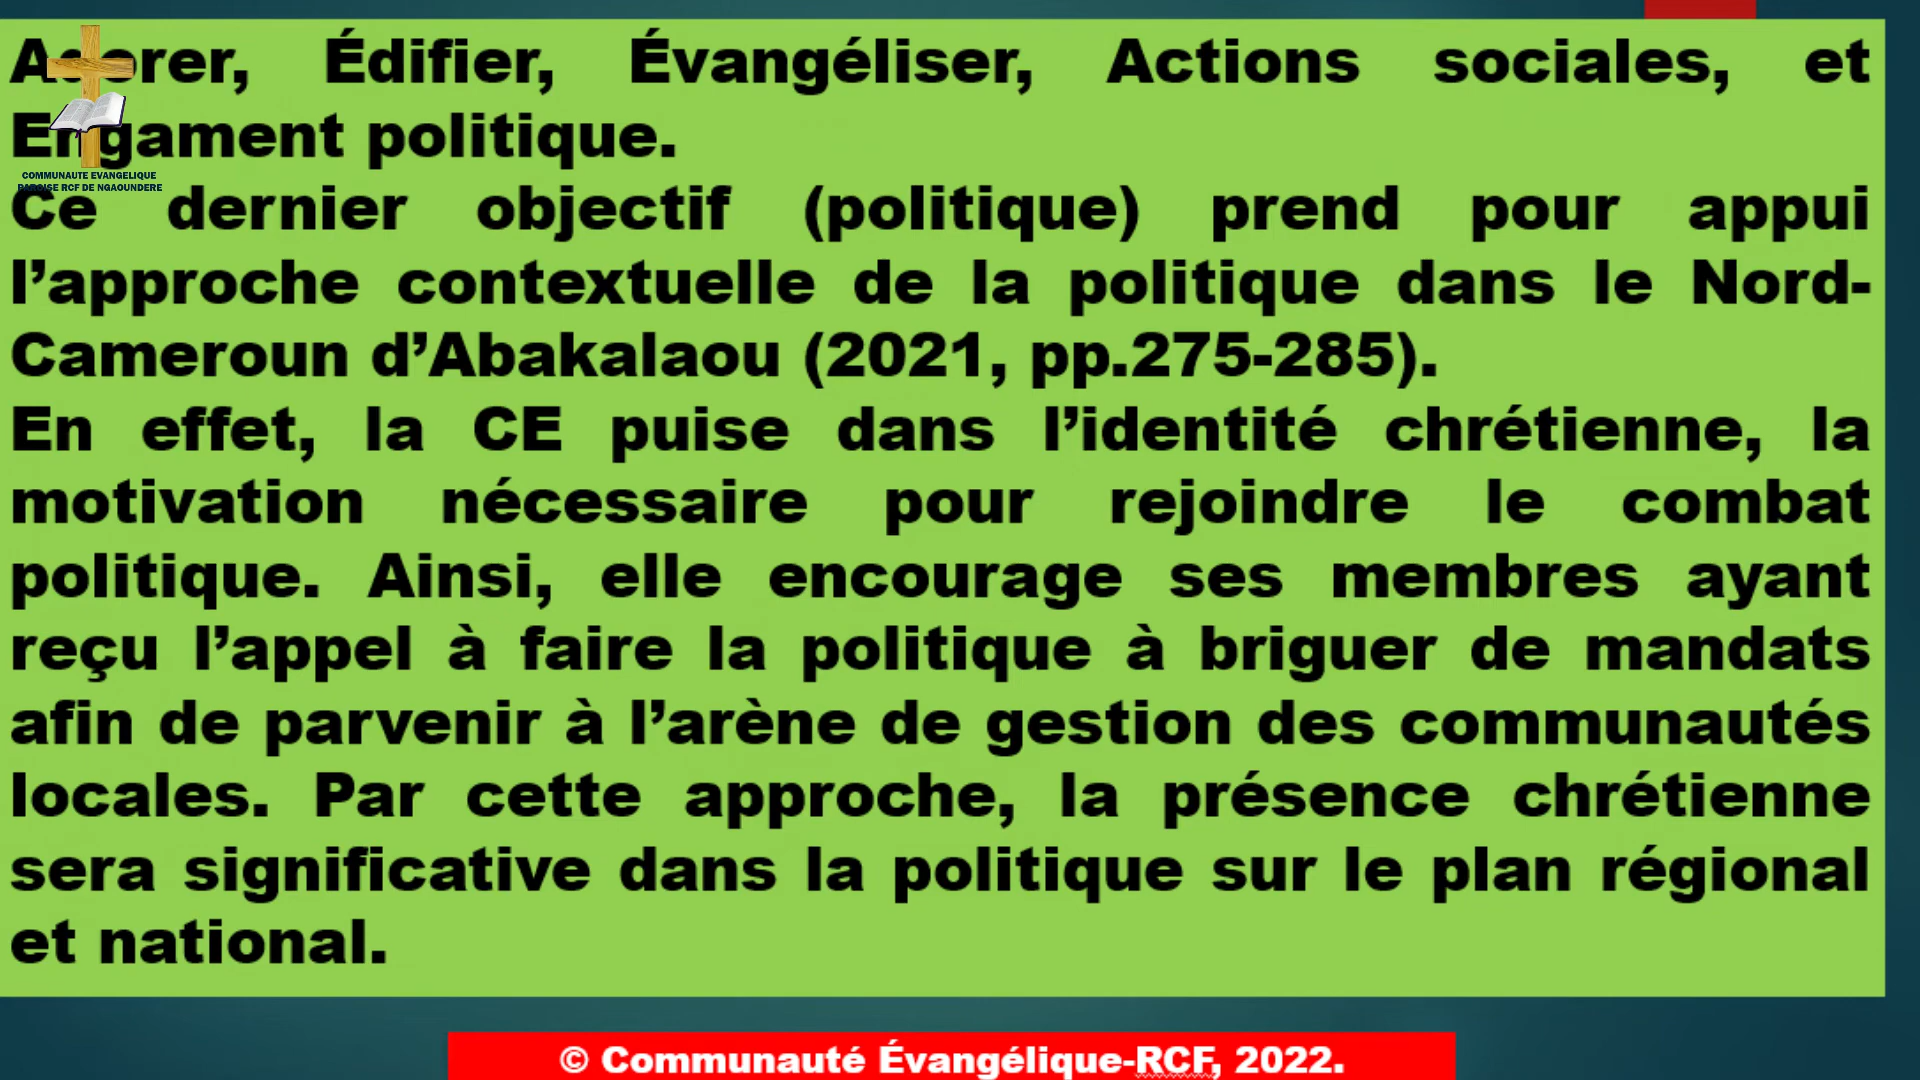 Adorer, Édifier, Évangéliser, Actions sociales, et
Engament politique.
COMMUNAUTE EVANGELIQUE
PAROISE RCF DE NGAOUNDERE
Ce dernier objectif (politique) prend pour appui
l’approche contextuelle de la politique dans le Nord-
Cameroun d’Abakalaou (2021, pp.275-285).
En effet, la CE puise dans l’identité chrétienne, la
motivation nécessaire pour rejoindre le combat
politique. Ainsi, elle encourage ses membres ayant
reçu l’appel à faire la politique à briguer de mandats
afin de parvenir à l’arène de gestion des communautés
locales. Par cette approche, la présence chrétienne
sera significative dans la politique sur le plan régional
et national.
© Communauté Évangélique-RCF, 2022.